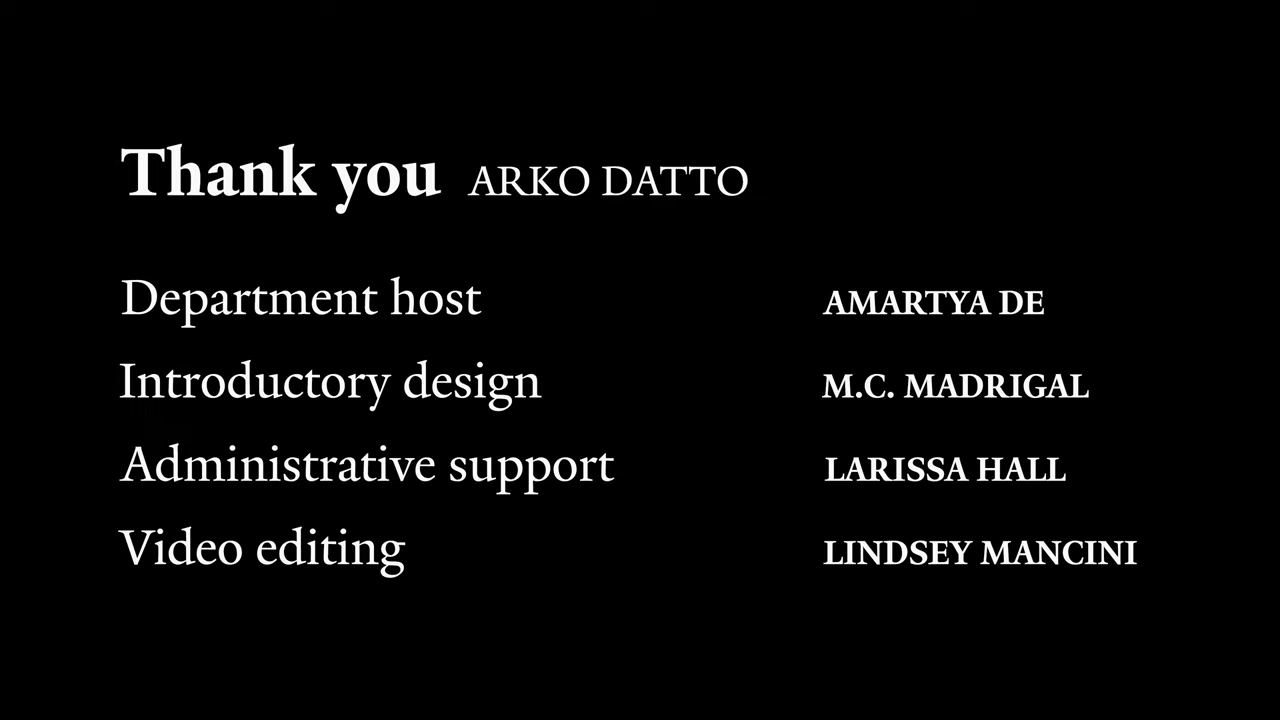 Thank you ARKO DATTO
Department host AMARTYA DE
Introductory design M.C. MADRIGAL
Administrative support LARISSA HALL
Video editing LINDSEY MANCINI